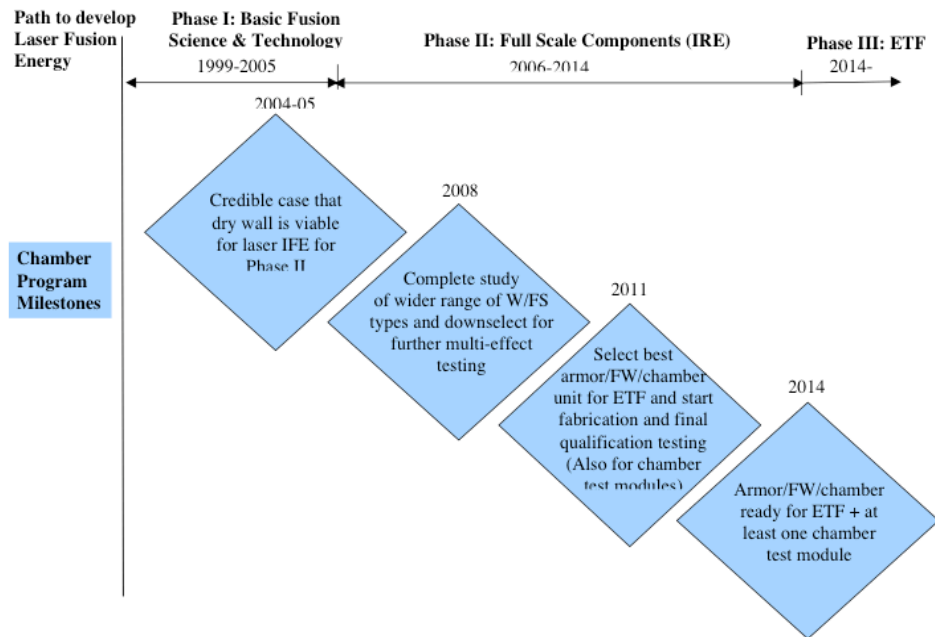 Path to develop
Laser Fusion
Energy
Phase I: Basic Fusion
Science & Technology
1999-2005
Phase II: Full Scale Components (IRE)
2006-2014
Phase III: ETF
2014-
2004-05
Credible case that
dry wall is viable
for laser IFE for
Phase II
2008
Complete study
of wider range of W/FS
types and downselect for
further multi-effect
testing
Chamber
Program
Milestones
2011
Select best
armor/FW/chamber
unit for ETF and start
fabrication and final
qualification testing
(Also for chamber
test modules)
2014
Armor/FW/chamber
ready for ETF + at
least one chamber
test module